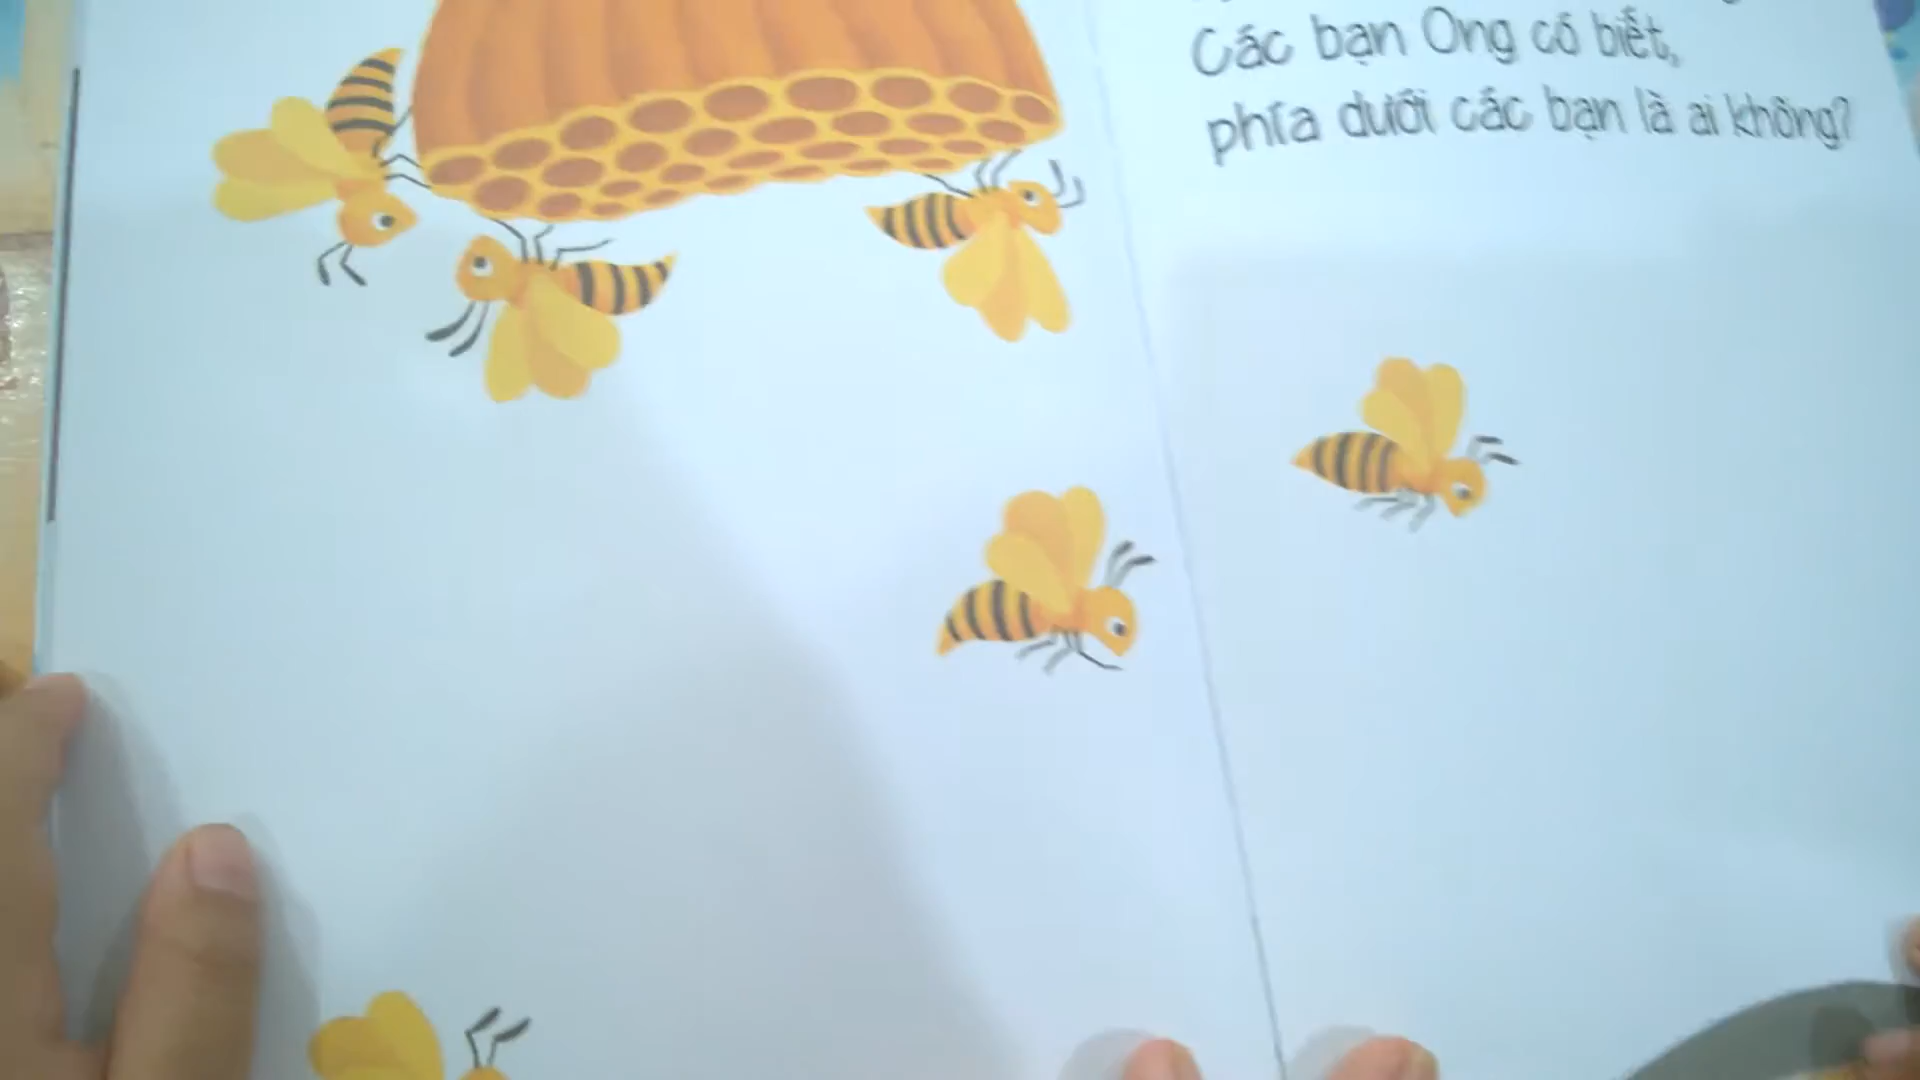 Các bạn Ong có biết,
phía dưới các bạn là ai không?